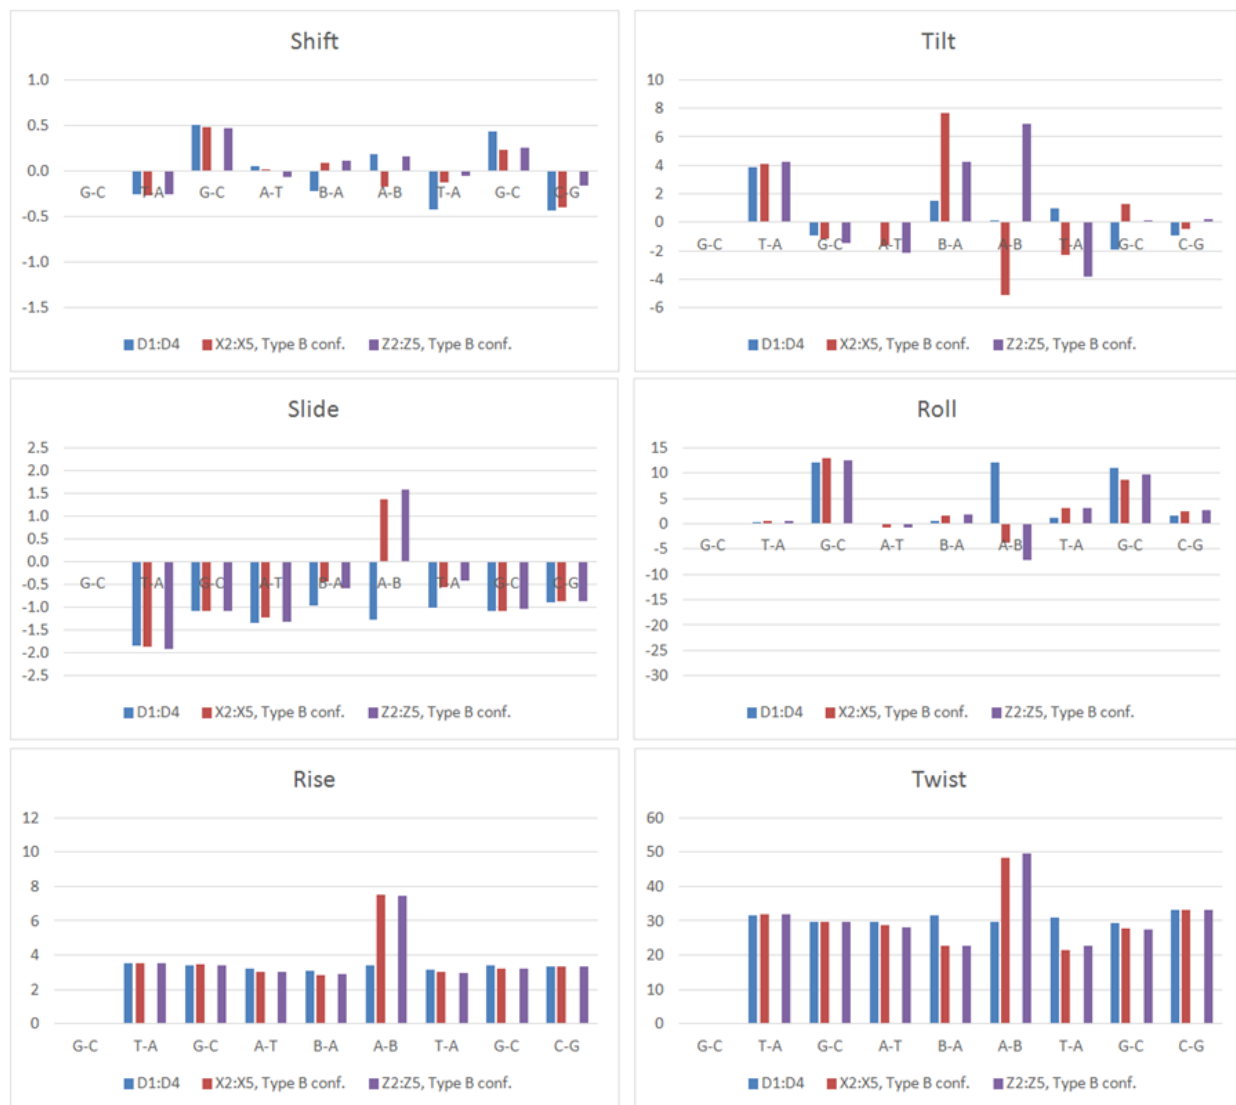 Shift
1.0
0.5
0.0
-0.5
-1.0
-1.5
G-C T-A G-C A-T B-A A-B T-A G-C C-G
D1:D4 X2:X5, Type B conf. Z2:Z5, Type B conf.
Tilt
10
8
6
4
2
0
-2
-4
-6
G-C T-A G-C A-T B-A A-B T-A G-C C-G
D1:D4 X2:X5, Type B conf. Z2:Z5, Type B conf.
Slide
2.5
2.0
1.5
1.0
0.5
0.0
-0.5
-1.0
-1.5
-2.0
-2.5
G-C T-A G-C A-T B-A A-B T-A G-C C-G
D1:D4 X2:X5, Type B conf. Z2:Z5, Type B conf.
Roll
15
10
5
0
-5
-10
-15
-20
-25
-30
G-C T-A G-C A-T B-A A-B T-A G-C C-G
D1:D4 X2:X5, Type B conf. Z2:Z5, Type B conf.
Rise
12
10
8
6
4
2
0
G-C T-A G-C A-T B-A A-B T-A G-C C-G
D1:D4 X2:X5, Type B conf. Z2:Z5, Type B conf.
Twist
60
50
40
30
20
10
0
G-C T-A G-C A-T B-A A-B T-A G-C C-G
D1:D4 X2:X5, Type B conf. Z2:Z5, Type B conf.